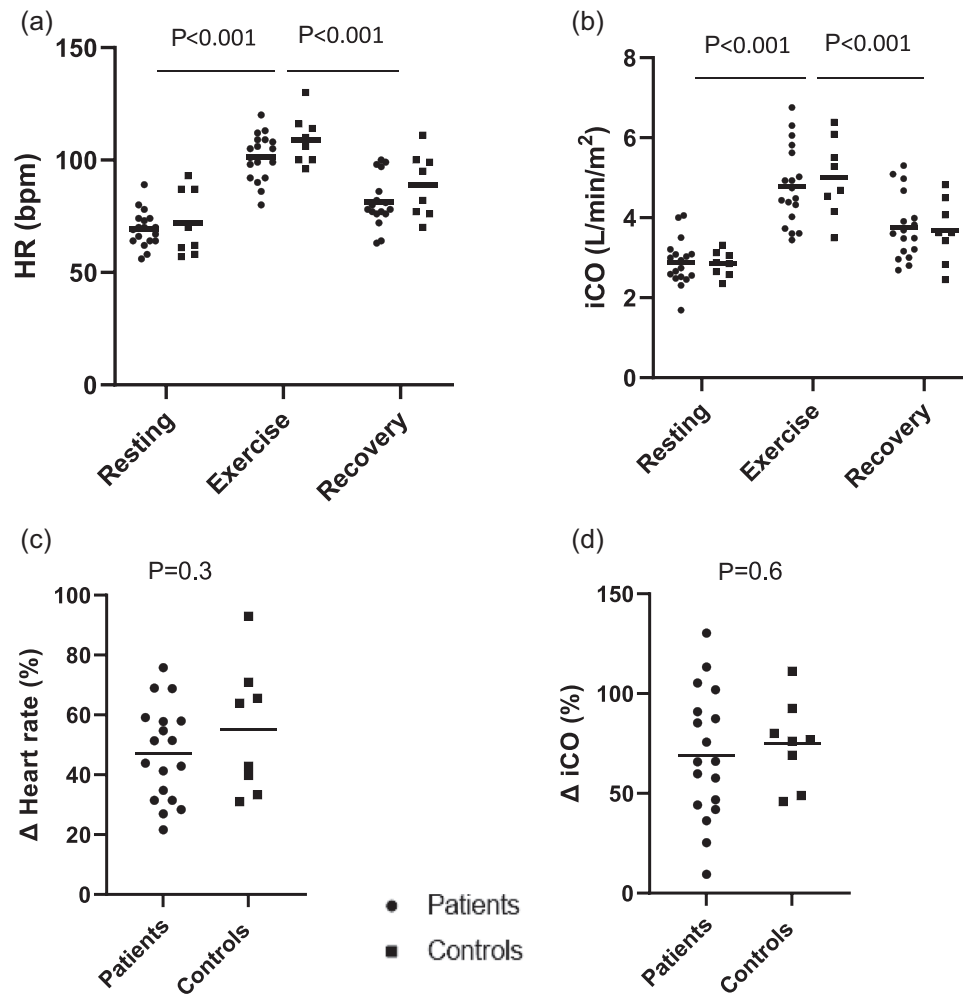 (a)
P<0.001 P<0.001
150
100
50
0
HR (bpm)
Resting
Exercise
Recovery
(b)
P<0.001 P<0.001
8
6
4
2
0
iCO (L/min/m²)
Resting
Exercise
Recovery
(c)
P=0.3
100
80
60
40
20
0
Δ Heart rate (%)
Patients
Controls
(d)
P=0.6
150
100
50
0
Δ iCO (%)
Patients
Controls
Patients
Controls